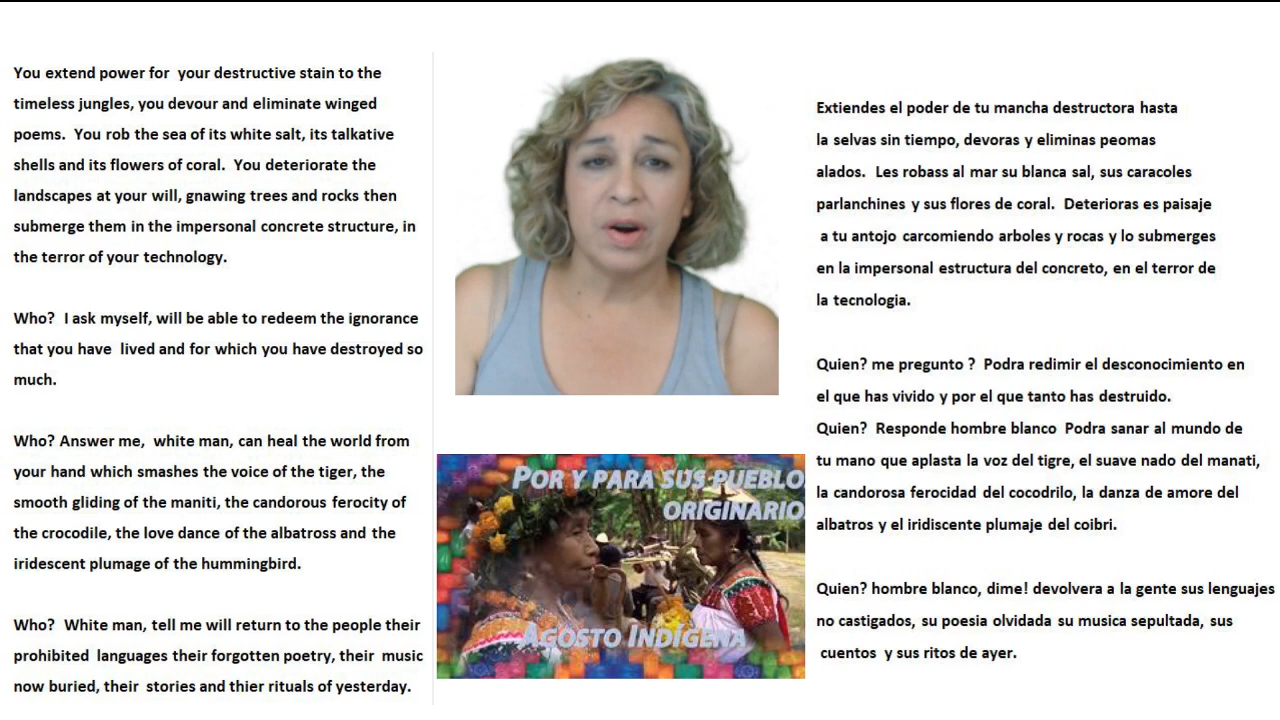 You extend power for  your destructive stain to the
timeless jungles, you devour and eliminate winged
poems.  You rob the sea of its white salt, its talkative
shells and its flowers of coral.  You deteriorate the
landscapes at your will, gnawing trees and rocks then
submerge them in the impersonal concrete structure, in
the terror of your technology.
Who?  I ask myself, will be able to redeem the ignorance
that you have  lived and for which you have destroyed so
much.
Who? Answer me,  white man, can heal the world from
your hand which smashes the voice of the tiger, the
smooth gliding of the maniti, the candorous ferocity of
the crocodile, the love dance of the albatross and  the
iridescent plumage of the hummingbird.
Who?  White man, tell me will return to the people their
prohibited  languages their forgotten poetry, their  music
now buried, their  stories and thier rituals of yesterday.
POR Y PARA SUS PUEBLO
ORIGINARIO
AGOSTO INDÍGENA
Extiendes el poder de tu mancha destructora hasta
la selvas sin tiempo, devoras y eliminas peomas
alados.  Les robass al mar su blanca sal, sus caracoles
parlanchines y sus flores de coral.  Deterioras es paisaje
a tu antojo carcomiendo arboles y rocas y lo submerges
en la impersonal estructura del concreto, en el terror de
la tecnologia.
Quien? me pregunto ?  Podra redimir el desconocimiento en
el que has vivido y por el que tanto has destruido.
Quien?  Responde hombre blanco  Podra sanar al mundo de
tu mano que aplasta la voz del tigre, el suave nado del manati,
la candorosa ferocidad del cocodrilo, la danza de amore del
albatros y el iridiscente plumaje del coibri.
Quien? hombre blanco, dime! devolvera a la gente sus lenguajes
no castigados, su poesia olvidada su musica sepultada, sus
cuentos  y sus ritos de ayer.